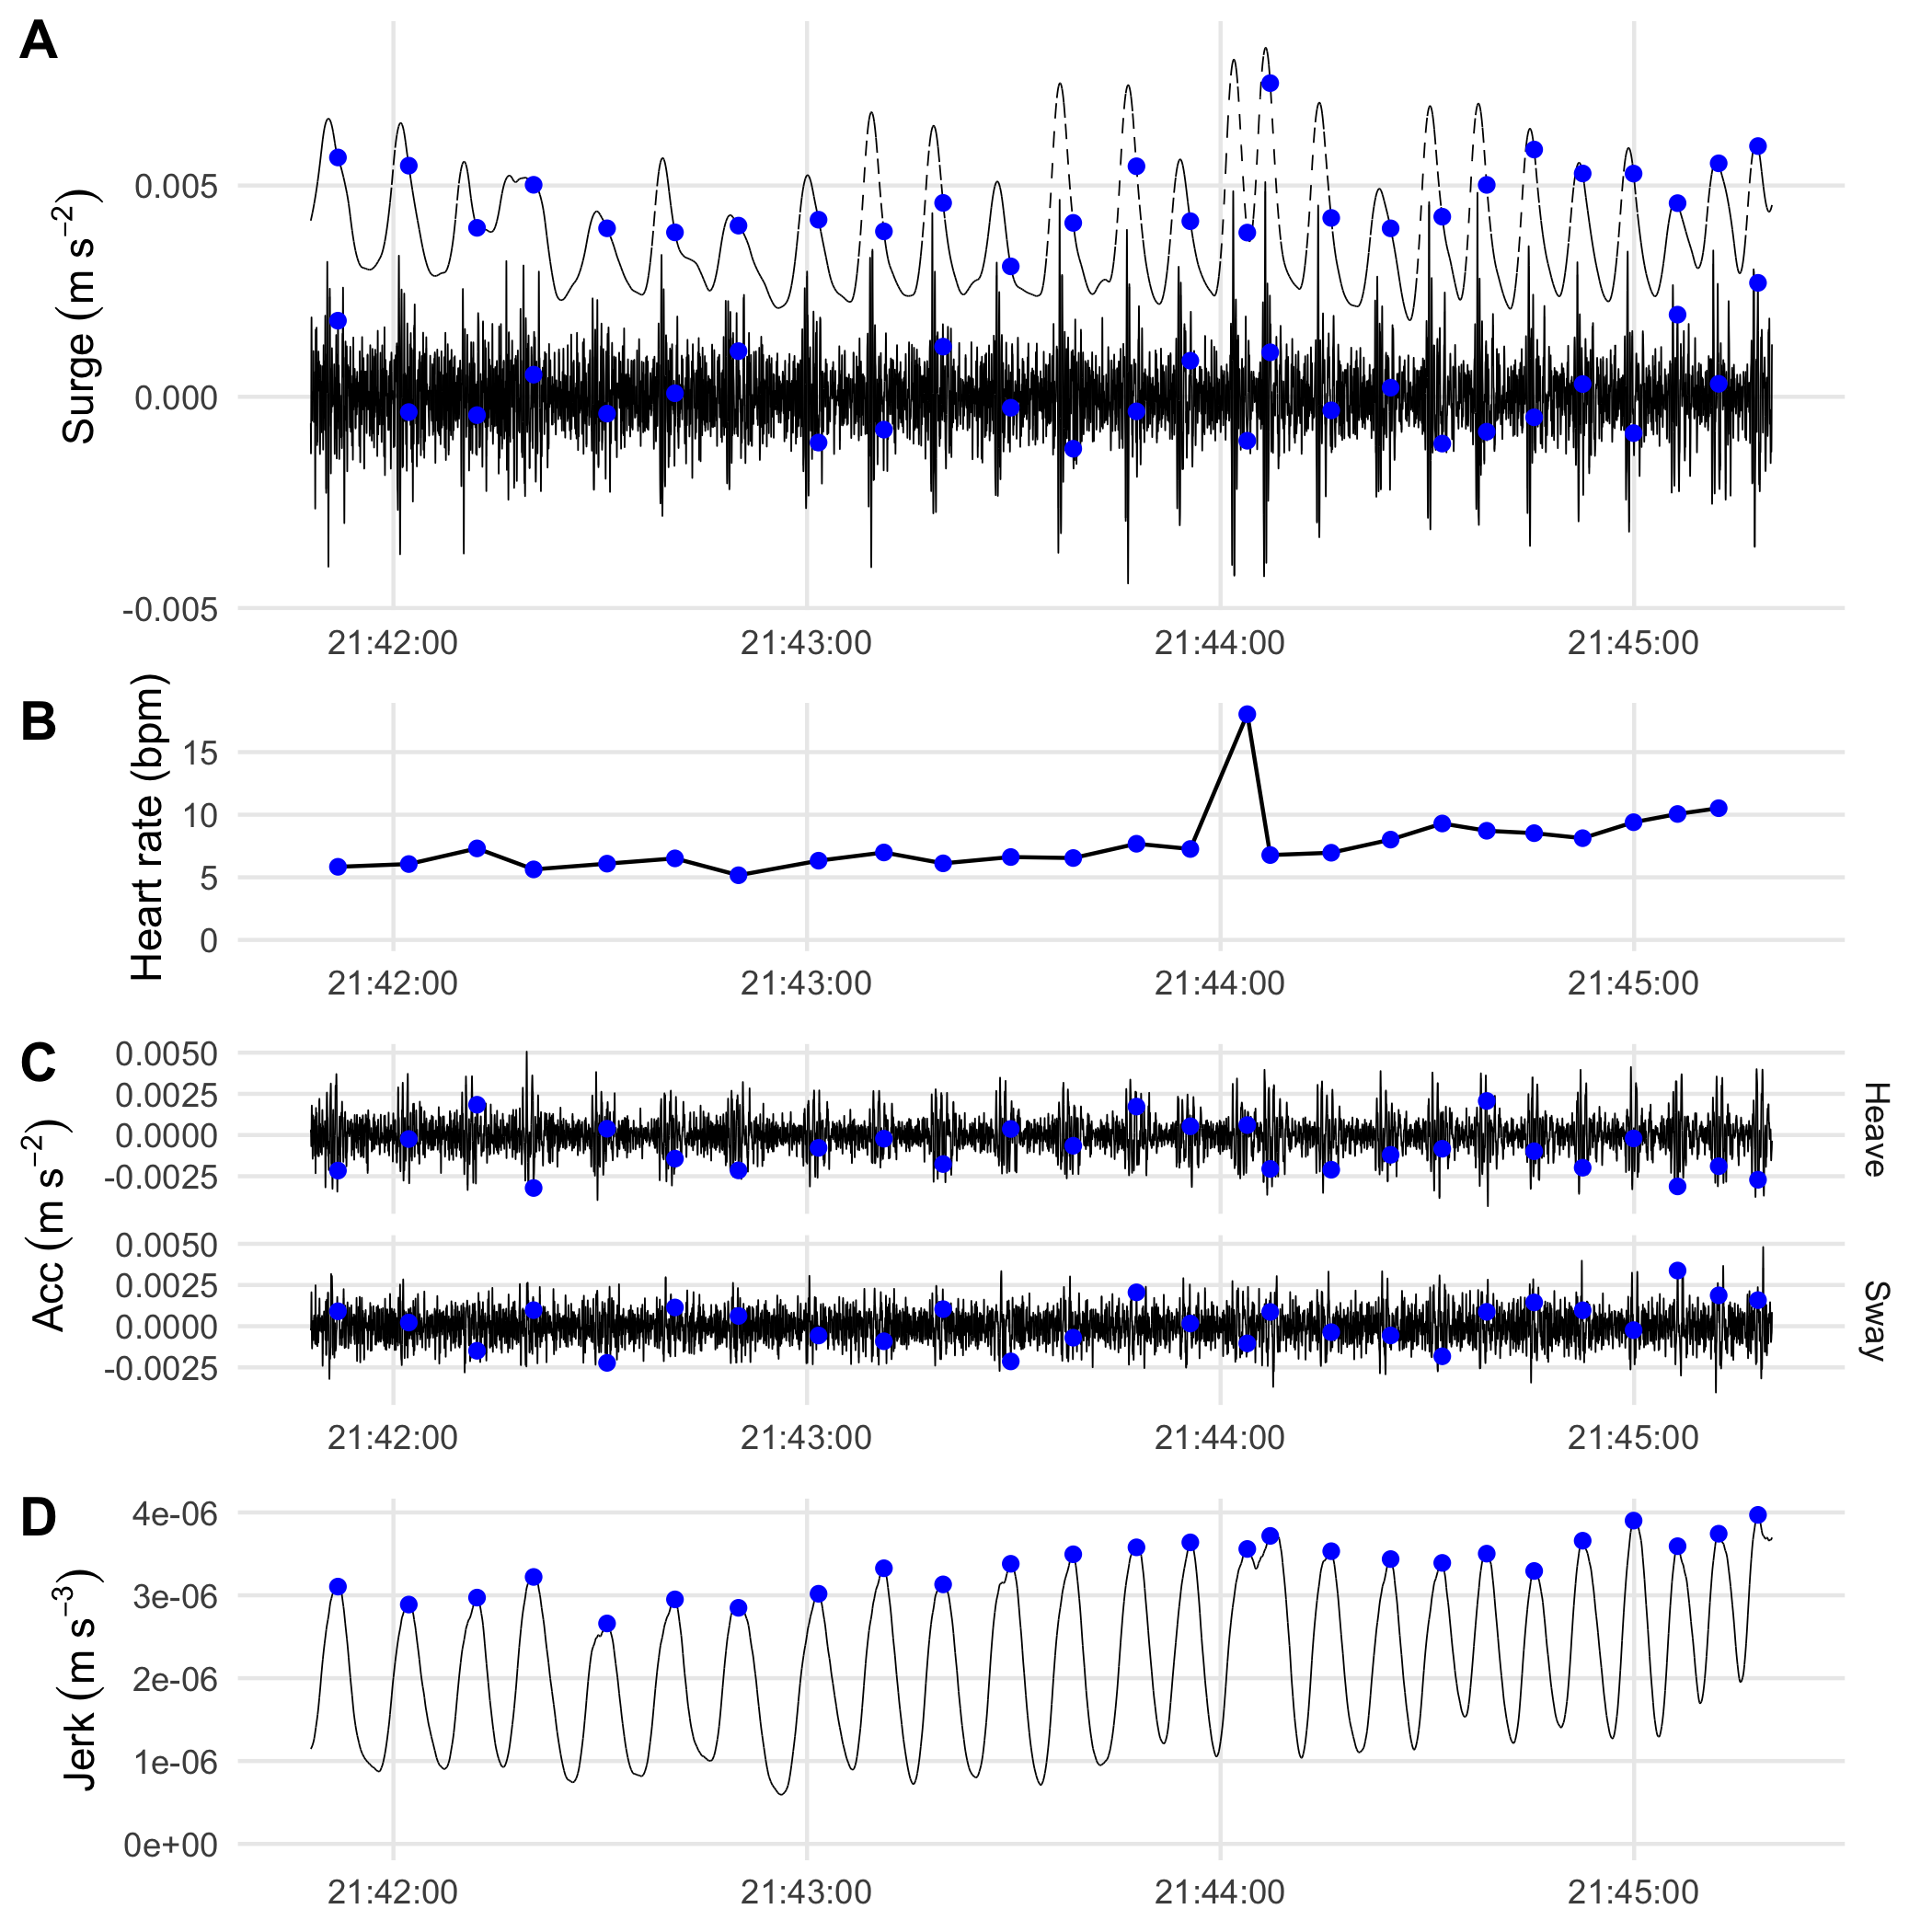 A
Surge (m s⁻²)
0.005
0.000
-0.005
21:42:00 21:43:00 21:44:00 21:45:00
B
Heart rate (bpm)
15
10
5
0
21:42:00 21:43:00 21:44:00 21:45:00
C
Acc (m s⁻²)
0.0050
0.0025
0.0000
-0.0025
Heave
0.0050
0.0025
0.0000
-0.0025
Sway
21:42:00 21:43:00 21:44:00 21:45:00
D
Jerk (m s⁻³)
4e-06
3e-06
2e-06
1e-06
0e+00
21:42:00 21:43:00 21:44:00 21:45:00